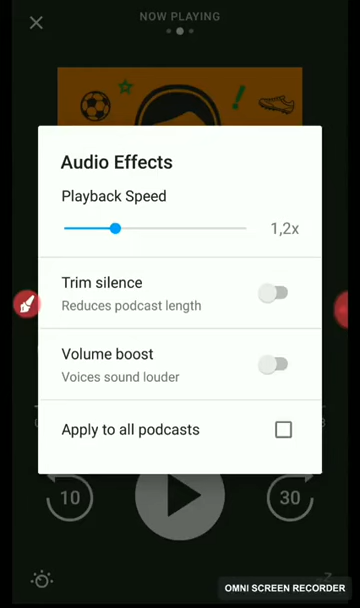 NOW PLAYING
Audio Effects
Playback Speed
1,2x
Trim silence
Reduces podcast length
Volume boost
Voices sound louder
Apply to all podcasts
10
30
OMNI SCREEN RECORDER